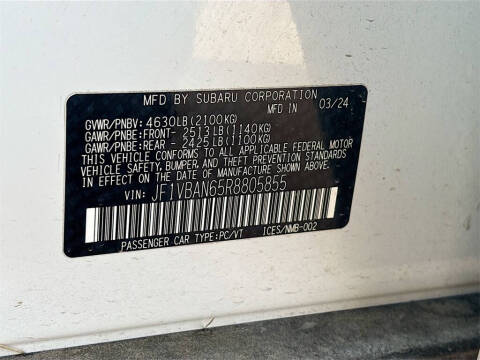 MFD BY SUBARU CORPORATION
MFD IN 03/24
GVWR/PNBV: 4630LB(2100KG)
GAWR/PNBE:FRONT- 2513LB(1140KG)
GAWR/PNBE:REAR - 2425LB(1100KG)
THIS VEHICLE CONFORMS TO ALL APPLICABLE FEDERAL MOTOR
VEHICLE SAFETY, BUMPER, AND THEFT PREVENTION STANDARDS
IN EFFECT ON THE DATE OF MANUFACTURE SHOWN ABOVE.
VIN: JF1VBAN65R8805855
PASSENGER CAR TYPE:PC/VT ICES/NMB-002